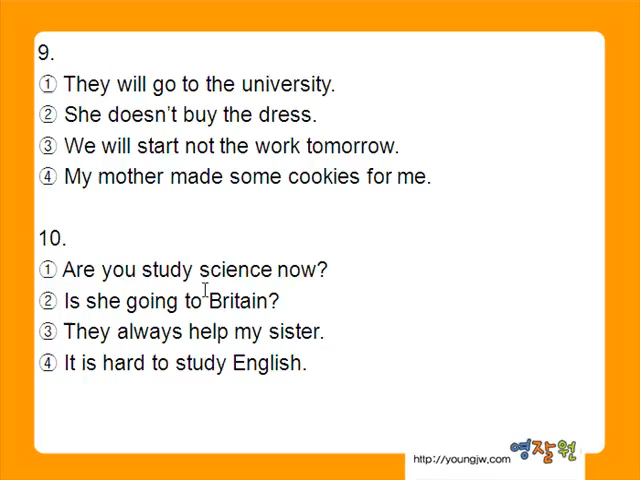 9.
① They will go to the university.
② She doesn't buy the dress.
③ We will start not the work tomorrow.
④ My mother made some cookies for me.
10.
① Are you study science now?
② Is she going to Britain?
③ They always help my sister.
④ It is hard to study English.
http://youngjw.com 영잘원